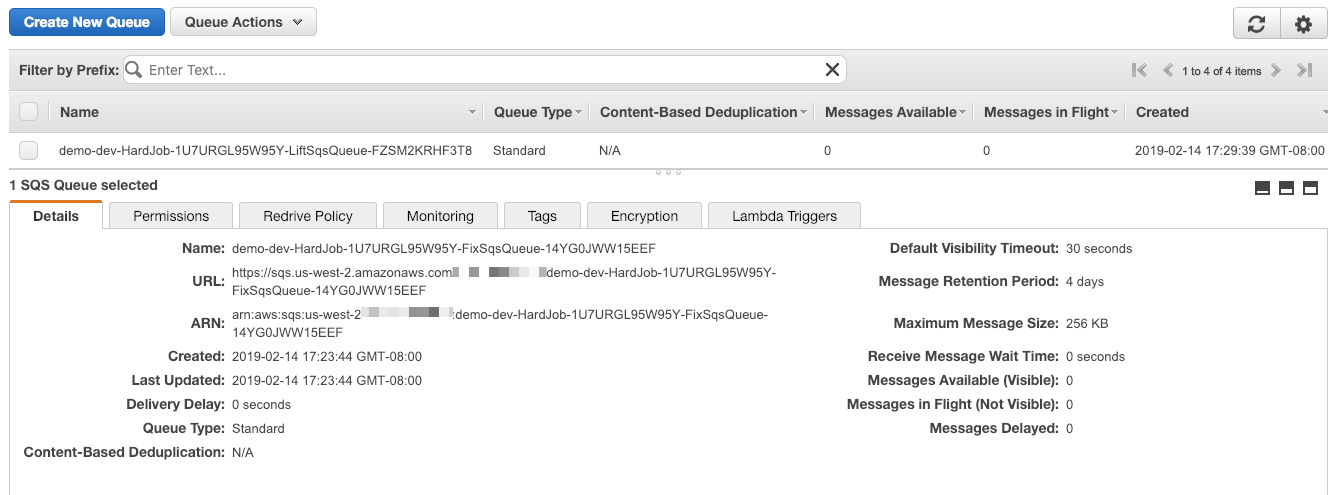 Create New Queue Queue Actions
Filter by Prefix: Enter Text... 1 to 4 of 4 items
Name Queue Type Content-Based Deduplication Messages Available Messages in Flight Created
demo-dev-HardJob-1U7URGL95W95Y-LiftSqsQueue-FZSM2KRHF3T8 Standard N/A 0 0 2019-02-14 17:29:39 GMT-08:00
1 SQS Queue selected
Details Permissions Redrive Policy Monitoring Tags Encryption Lambda Triggers
Name: demo-dev-HardJob-1U7URGL95W95Y-FixSqsQueue-14YG0JWW15EEF Default Visibility Timeout: 30 seconds
URL: https://sqs.us-west-2.amazonaws.com demo-dev-HardJob-1U7URGL95W95Y-
FixSqsQueue-14YG0JWW15EEF Message Retention Period: 4 days
ARN: arn:aws:sqs:us-west-2 :demo-dev-HardJob-1U7URGL95W95Y-FixSqsQueue-
14YG0JWW15EEF Maximum Message Size: 256 KB
Created: 2019-02-14 17:23:44 GMT-08:00 Receive Message Wait Time: 0 seconds
Last Updated: 2019-02-14 17:23:44 GMT-08:00 Messages Available (Visible): 0
Delivery Delay: 0 seconds Messages in Flight (Not Visible): 0
Queue Type: Standard Messages Delayed: 0
Content-Based Deduplication: N/A